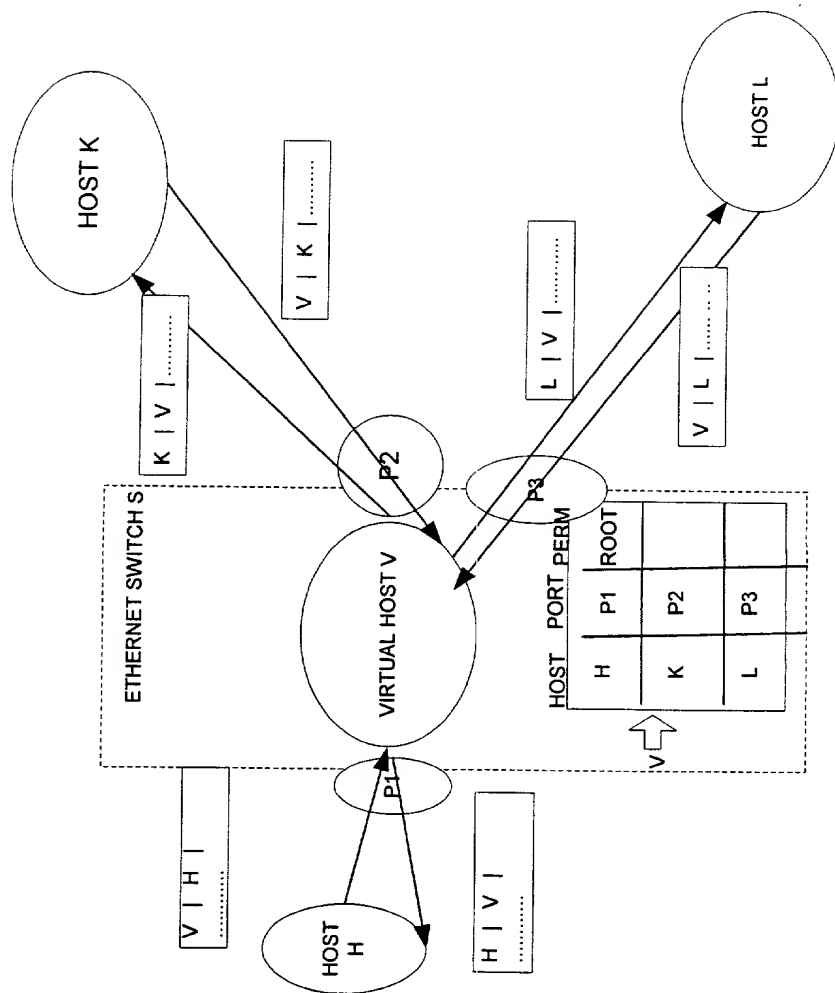 ETHERNET SWITCH S
V | H |
............
K | V | ............
HOST K
V | K | ............
P1
VIRTUAL HOST V
P2
HOST
H
H | V |
............
L | V | ............
P3
V | L | ............
HOST L
HOST PORT PERM
H P1 ROOT
K P2
L P3
V